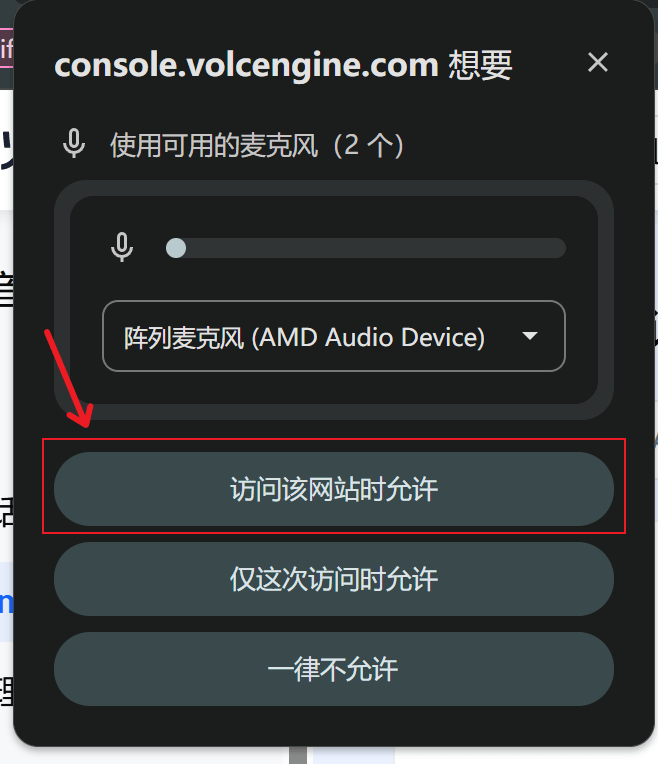 console.volcengine.com 想要
使用可用的麦克风（2 个）
阵列麦克风 (AMD Audio Device)
访问该网站时允许
仅这次访问时允许
一律不允许